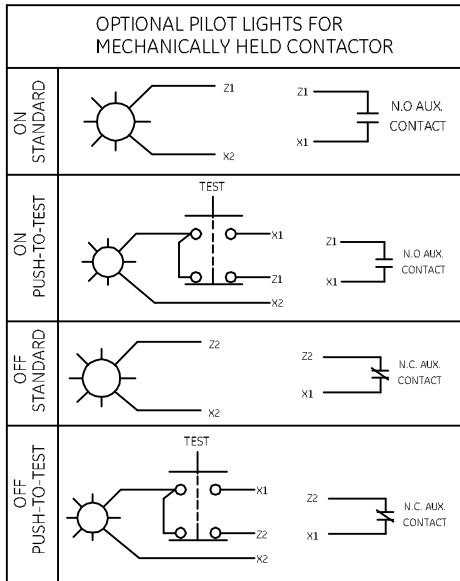 OPTIONAL PILOT LIGHTS FOR
MECHANICALLY HELD CONTACTOR
ON
STANDARD
Z1
X2
Z1
X1
N.O AUX.
CONTACT
ON
PUSH-TO-TEST
TEST
X1
Z1
X2
Z1
X1
N.O AUX.
CONTACT
OFF
STANDARD
Z2
X2
Z2
X1
N.C. AUX.
CONTACT
OFF
PUSH-TO-TEST
TEST
X1
Z2
X2
Z2
X1
N.C. AUX.
CONTACT